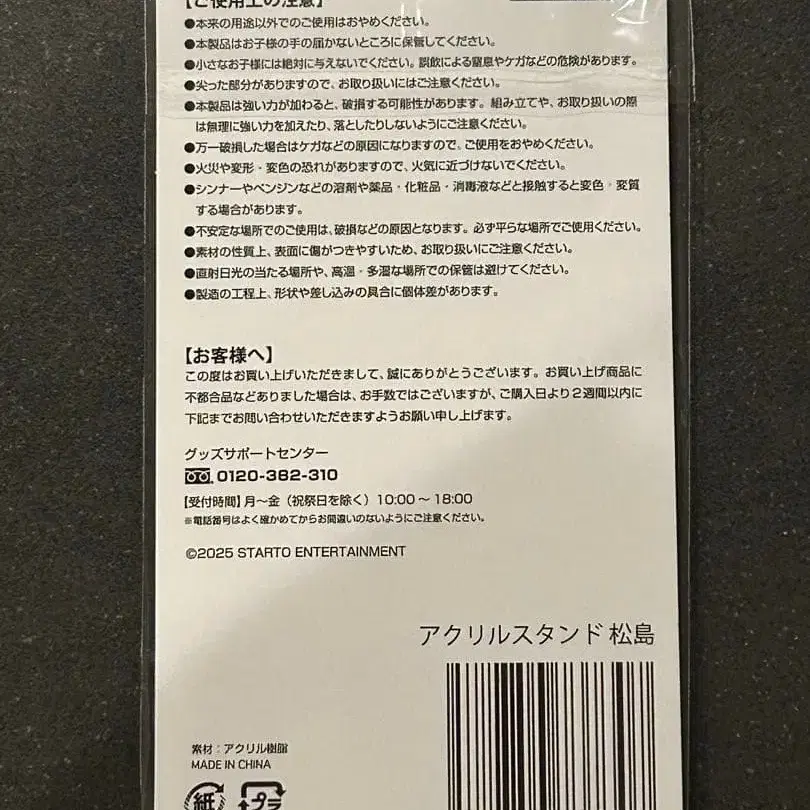 【ご使用上の注意】
●本来の用途以外でのご使用はおやめください。
●本製品はお子様の手の届かないところに保管してください。
●小さなお子様には絶対に与えないでください。誤飲による窒息やケガなどの危険があります。
●尖った部分がありますので、お取り扱いにはご注意ください。
●本製品は強い力が加わると、破損する可能性があります。組み立てや、お取り扱いの際
は無理に強い力を加えたり、落としたりしないようにご注意ください。
●万一破損した場合はケガなどの原因になりますので、ご使用をおやめください。
●火災や変形・変色の恐れがありますので、火気に近づけないでください。
●シンナーやベンジンなどの溶剤や薬品・化粧品・消毒液などと接触すると変色・変質
する場合があります。
●不安定な場所でのご使用は、破損などの原因となります。必ず平らな場所でご使用ください。
●素材の性質上、表面に傷がつきやすいため、お取り扱いにご注意ください。
●直射日光の当たる場所や、高温・多湿な場所での保管は避けてください。
●製造の工程上、形状や差し込みの具合に個体差があります。
【お客様へ】
この度はお買い上げいただきまして、誠にありがとうございます。お買い上げ商品に
不都合品などありました場合は、お手数ではございますが、ご購入日より2週間以内に
下記までお問い合わせいただきますようお願い申し上げます。
グッズサポートセンター
0120-382-310
【受付時間】月～金（祝祭日を除く）10:00～18:00
※電話番号はよく確かめてからお間違いのないようにご注意ください。
©2025 STARTO ENTERTAINMENT
アクリルスタンド 松島
素材：アクリル樹脂
MADE IN CHINA
紙 プラ